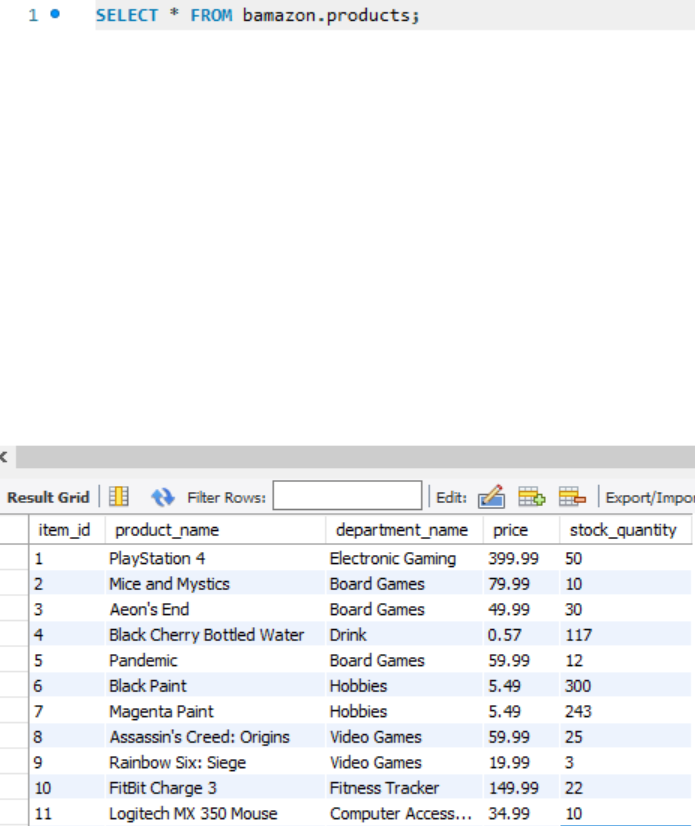 1 SELECT * FROM bamazon.products;
Result Grid Filter Rows: Edit: Export/Impor
item_id product_name department_name price stock_quantity
1 PlayStation 4 Electronic Gaming 399.99 50
2 Mice and Mystics Board Games 79.99 10
3 Aeon's End Board Games 49.99 30
4 Black Cherry Bottled Water Drink 0.57 117
5 Pandemic Board Games 59.99 12
6 Black Paint Hobbies 5.49 300
7 Magenta Paint Hobbies 5.49 243
8 Assassin's Creed: Origins Video Games 59.99 25
9 Rainbow Six: Siege Video Games 19.99 3
10 FitBit Charge 3 Fitness Tracker 149.99 22
11 Logitech MX 350 Mouse Computer Access... 34.99 10